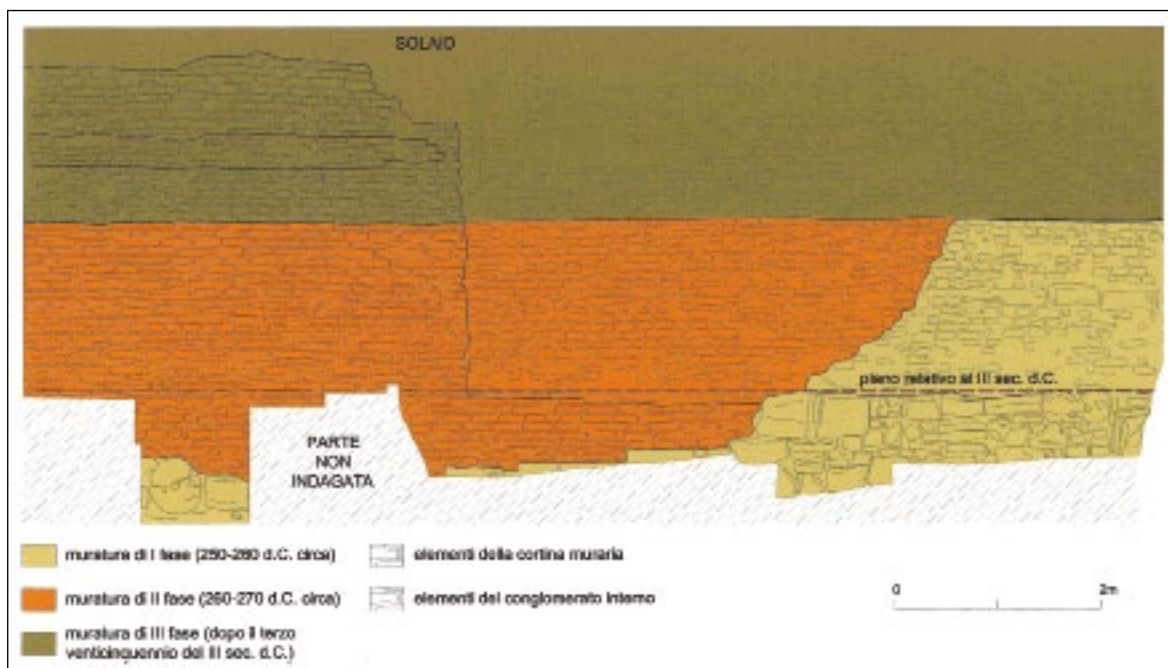 SOLAIO
piano relativo al III sec. d.C.
PARTE
NON
INDAGATA
muratura di I fase (250-260 d.C. circa)
elementi della cortina muraria
muratura di II fase (260-270 d.C. circa)
elementi del conglomerato interno
0 2m
muratura di III fase (dopo il terzo
venticinquennio del III sec. d.C.)